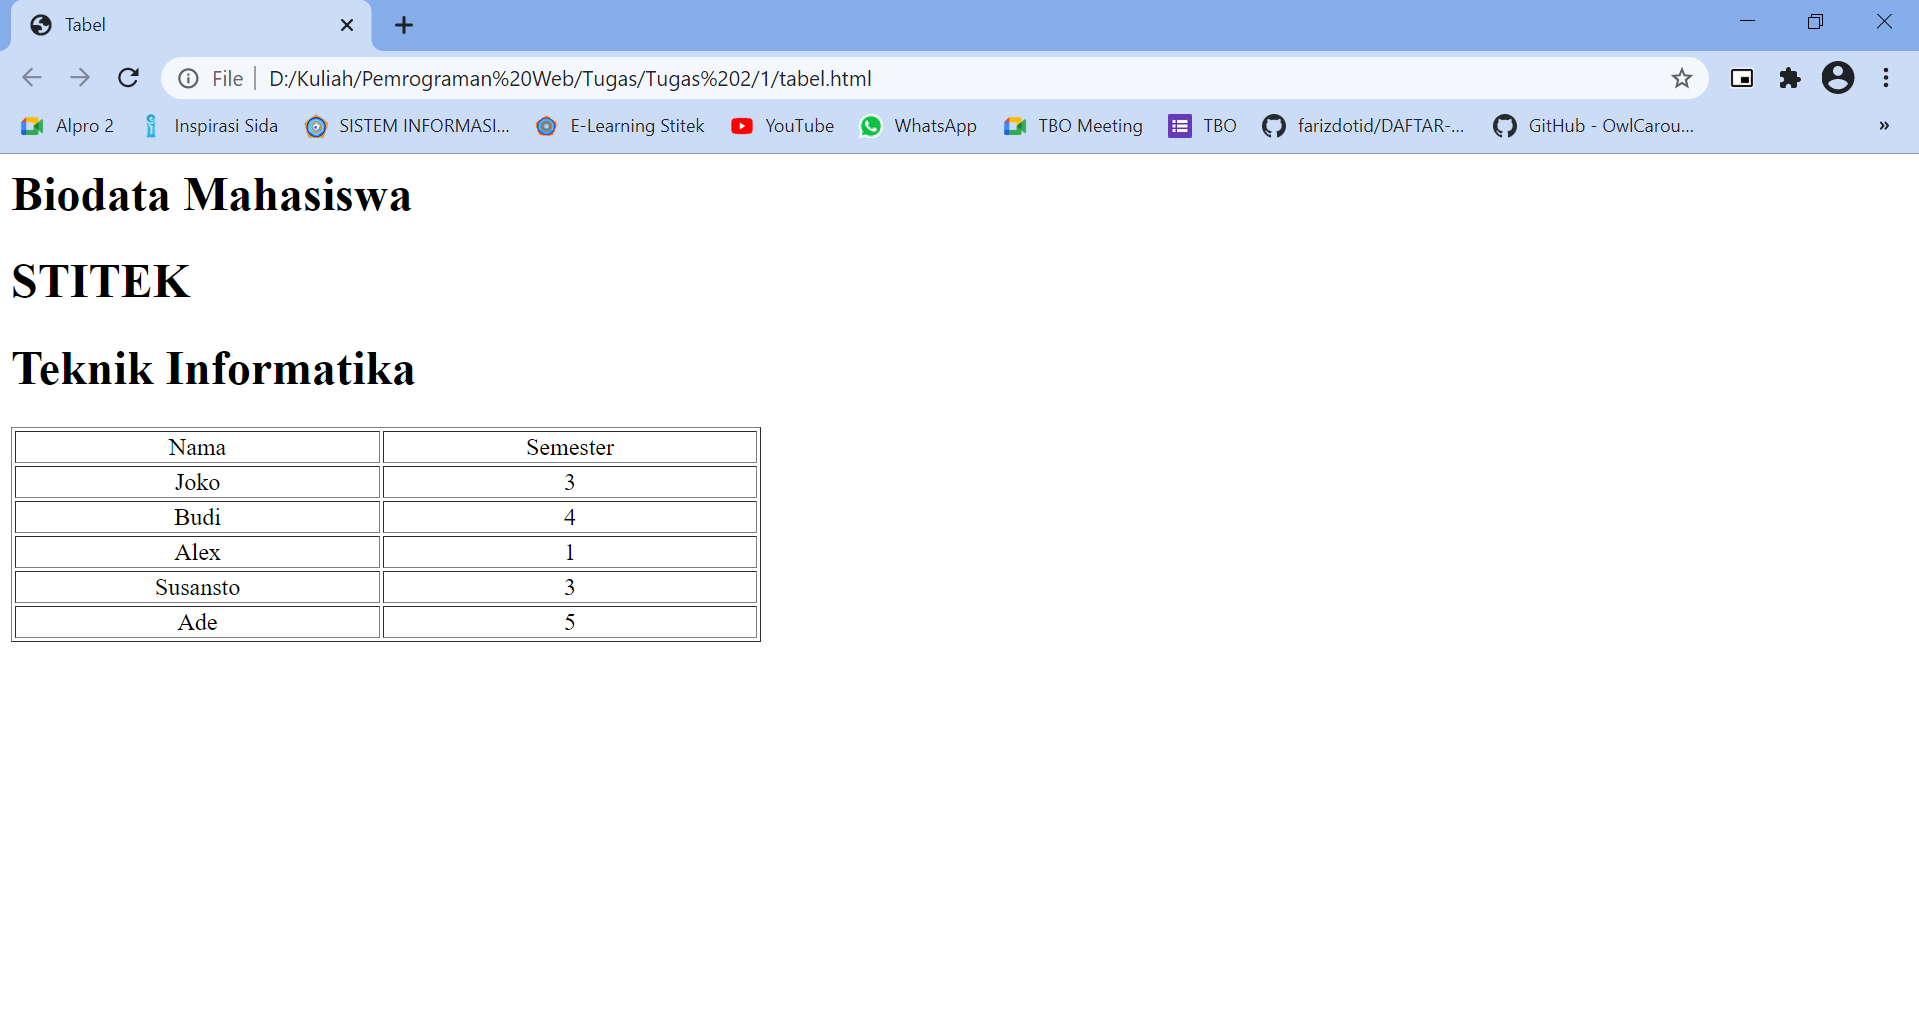 Tabel
File D:/Kuliah/Pemrograman%20Web/Tugas/Tugas%202/1/tabel.html
Alpro 2 Inspirasi Sida SISTEM INFORMASI... E-Learning Stitek YouTube WhatsApp TBO Meeting TBO farizdotid/DAFTAR-... GitHub - OwlCarou... »
Biodata Mahasiswa
STITEK
Teknik Informatika
Nama Semester
Joko 3
Budi 4
Alex 1
Susansto 3
Ade 5